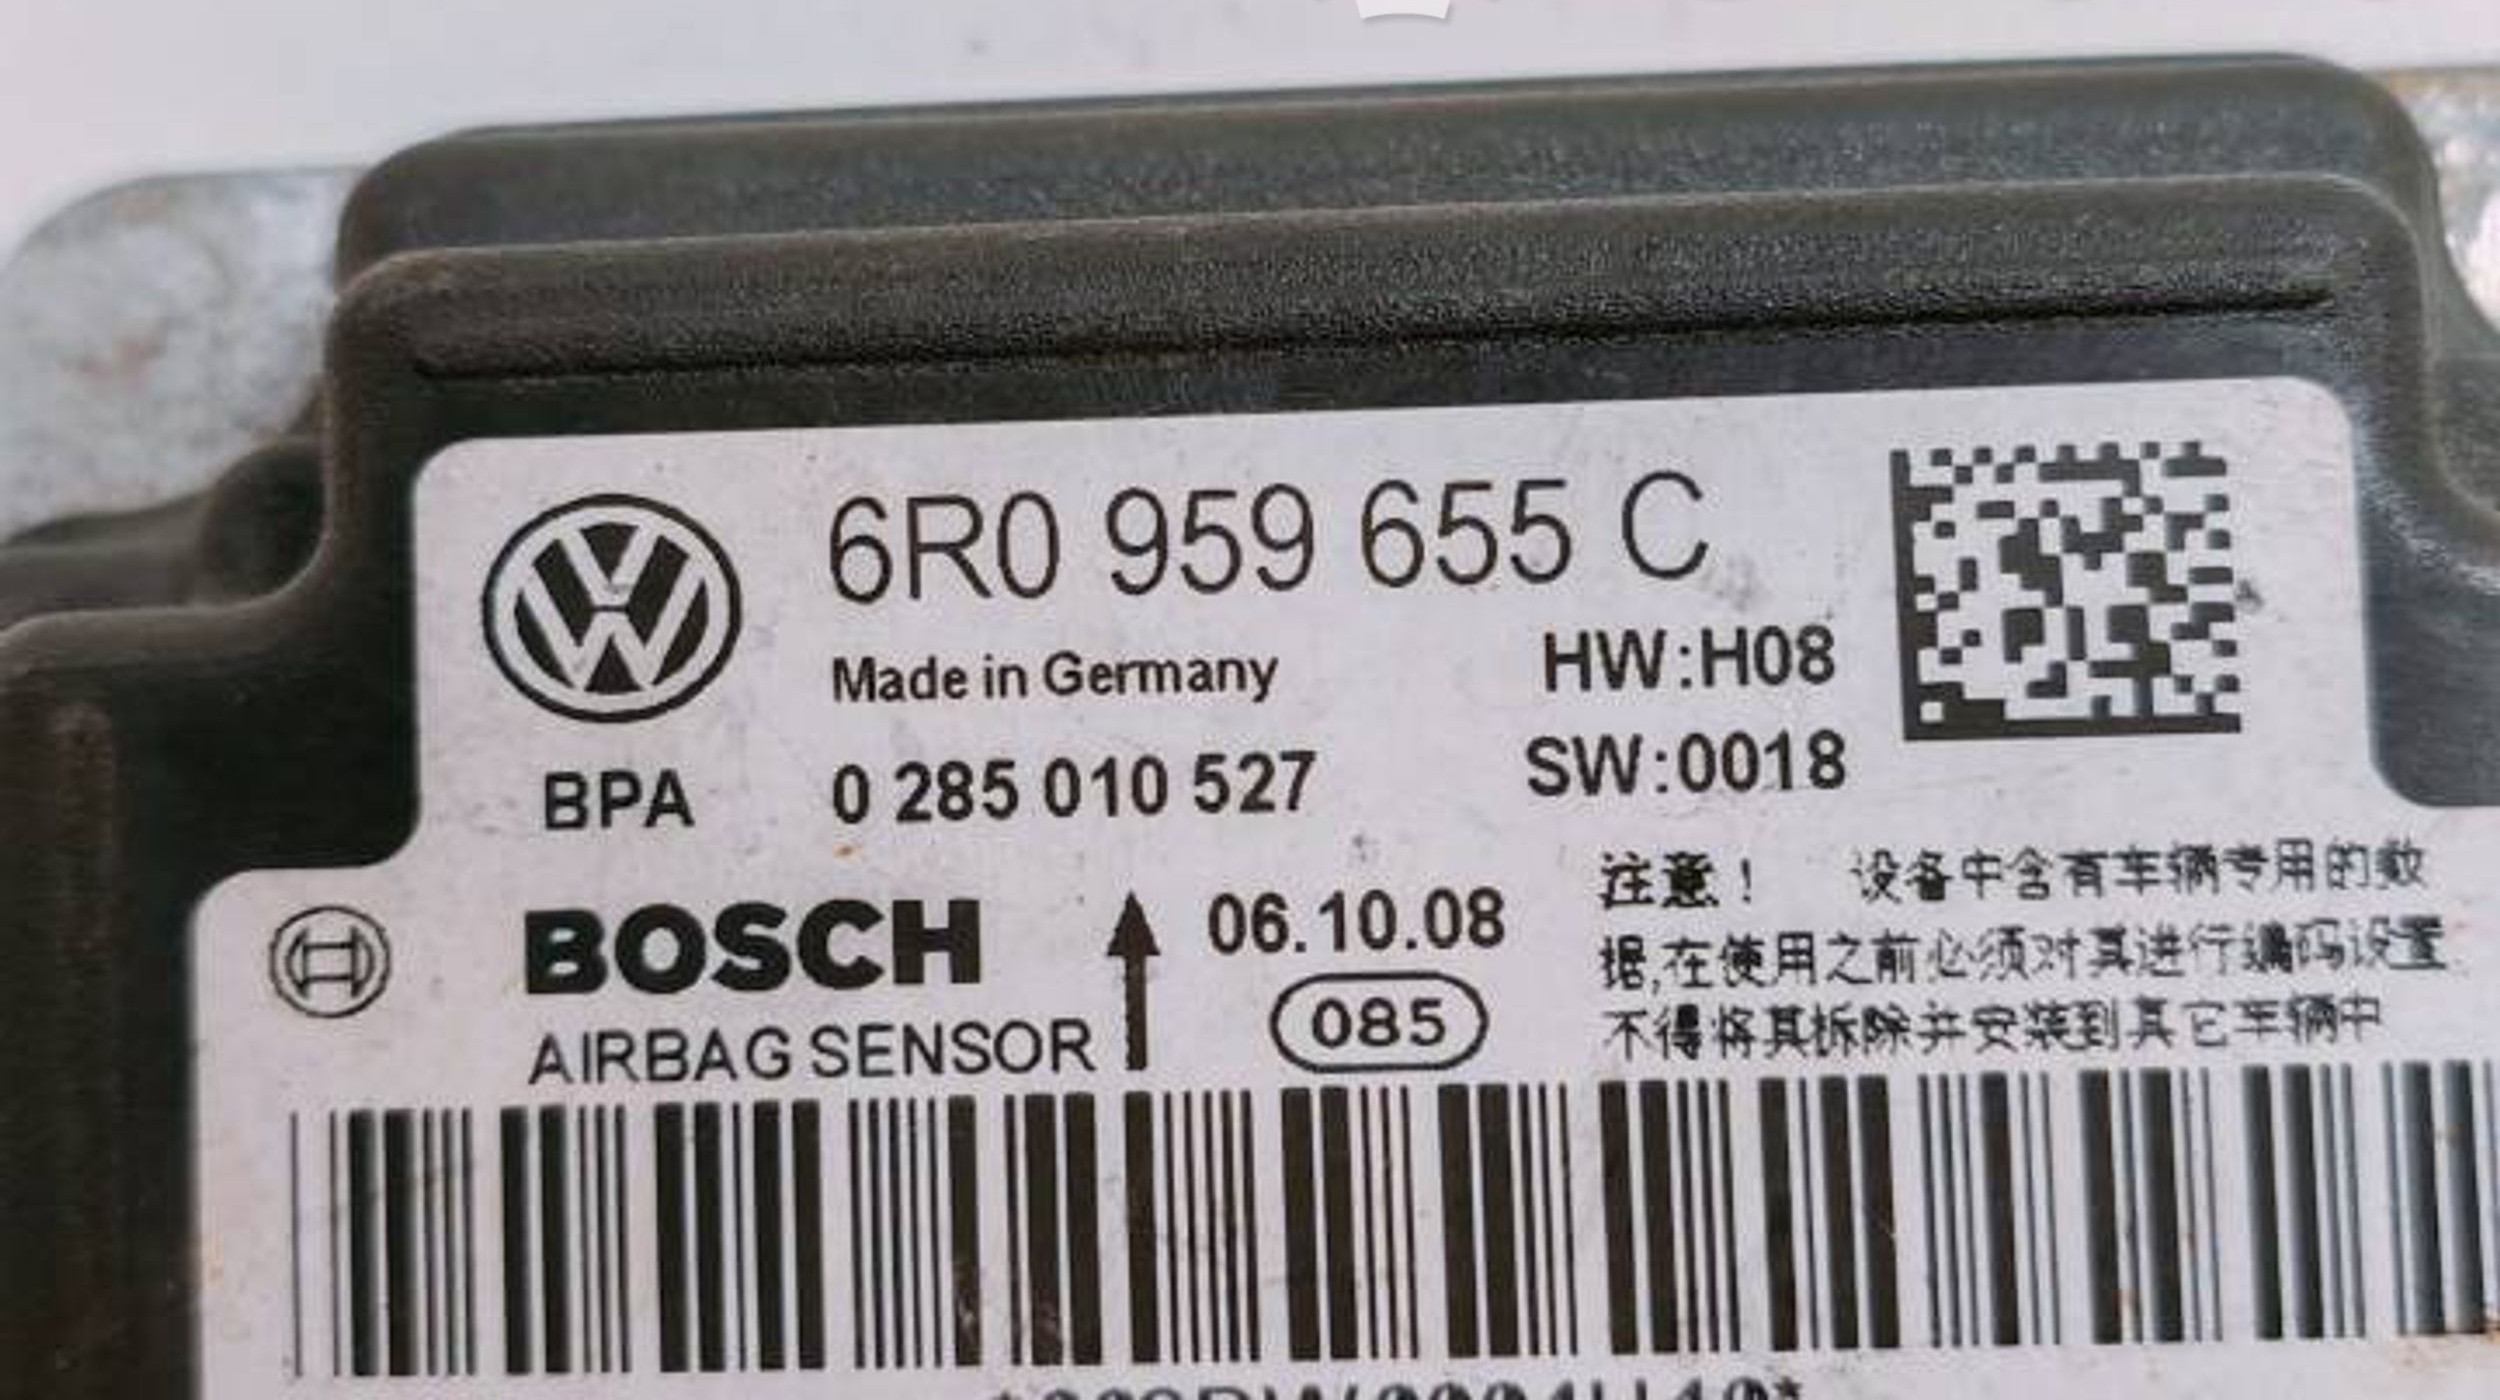 6R0 959 655 C
Made in Germany
HW:H08
BPA
0 285 010 527
SW:0018
BOSCH
06.10.08
AIRBAG SENSOR
085
注意！ 设备中含有车辆专用的数
据,在使用之前必须对其进行编码设置
不得将其拆除并安装到其它车辆中